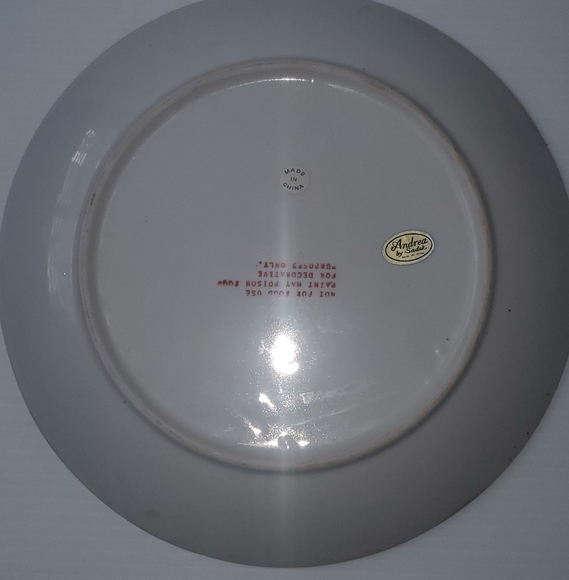 MADE
IN
CHINA
Andrea
by Sadek
NOT FOR FOOD USE
PAINT MAY POISON FOOD
FOR DECORATIVE
PURPOSES ONLY.